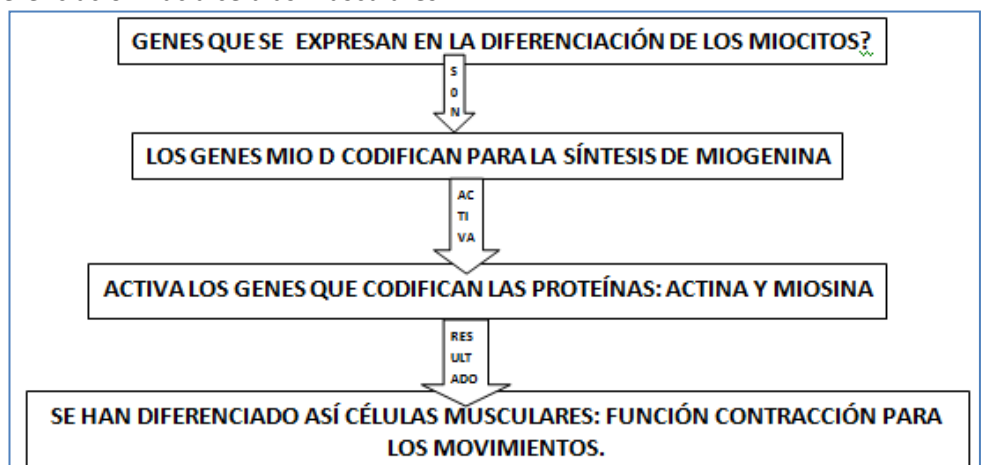 GENES QUE SE EXPRESAN EN LA DIFERENCIACIÓN DE LOS MIOCITOS?
S
0
N
LOS GENES MIO D CODIFICAN PARA LA SÍNTESIS DE MIOGENINA
AC
TI
VA
ACTIVA LOS GENES QUE CODIFICAN LAS PROTEÍNAS: ACTINA Y MIOSINA
RES
ULT
ADO
SE HAN DIFERENCIADO ASÍ CÉLULAS MUSCULARES: FUNCIÓN CONTRACCIÓN PARA
LOS MOVIMIENTOS.